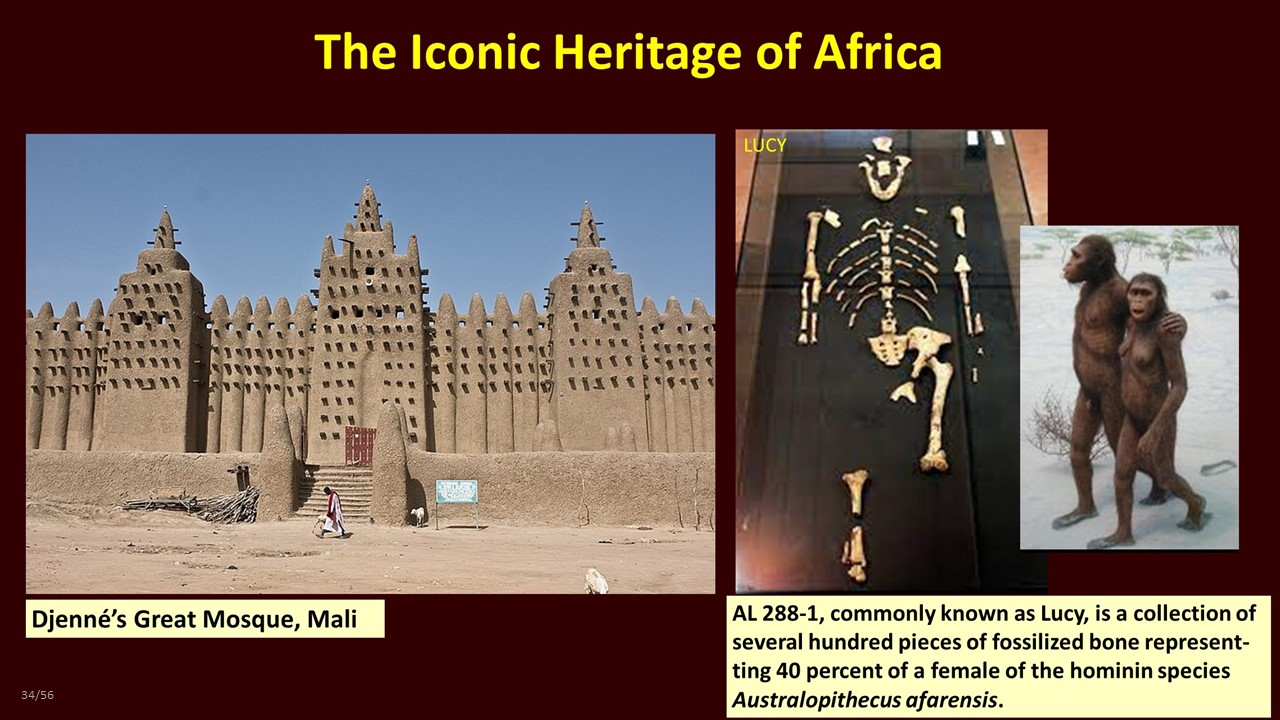 The Iconic Heritage of Africa
LUCY
Djenné’s Great Mosque, Mali
AL 288-1, commonly known as Lucy, is a collection of
several hundred pieces of fossilized bone represent-
ting 40 percent of a female of the hominin species
Australopithecus afarensis.
34/56